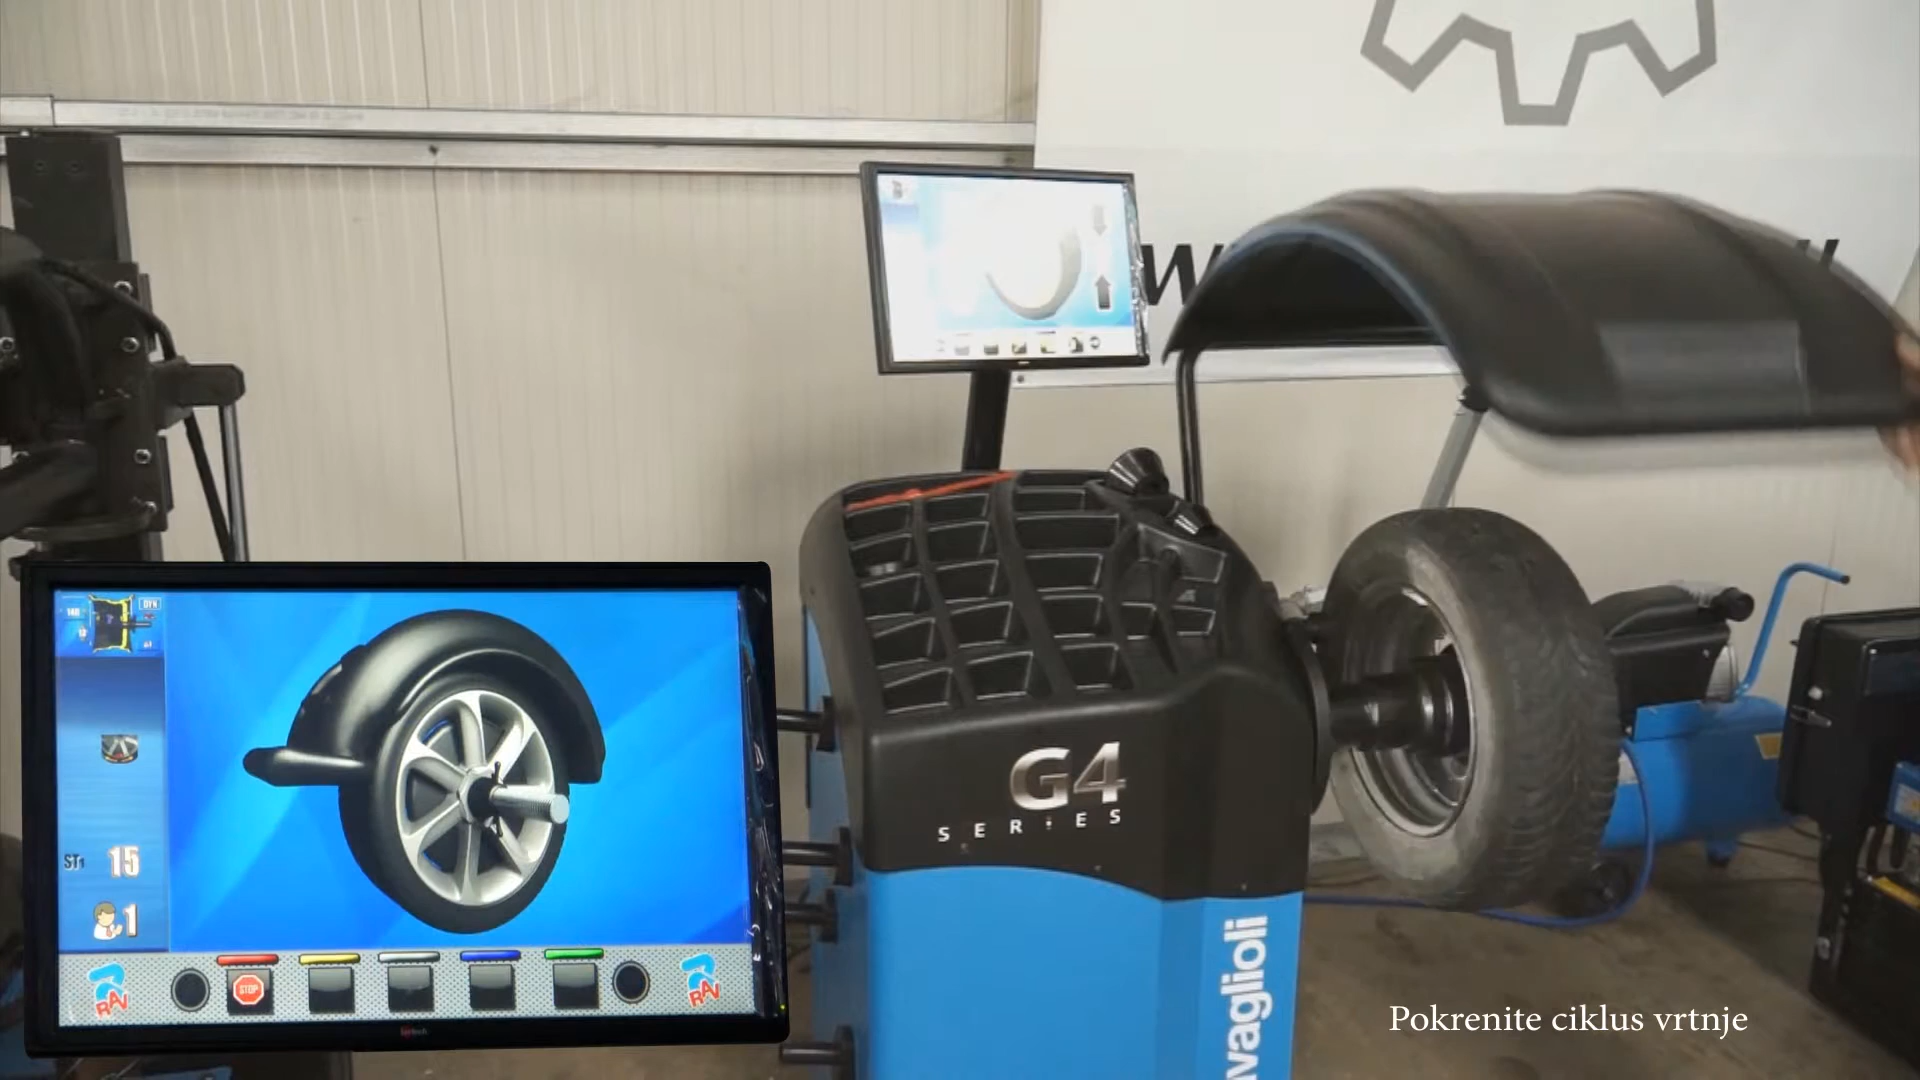 DYN
ST1 15
1
STOP
RAV
RAV
G4
SERIES
vaglioli
Pokrenite ciklus vrtnje